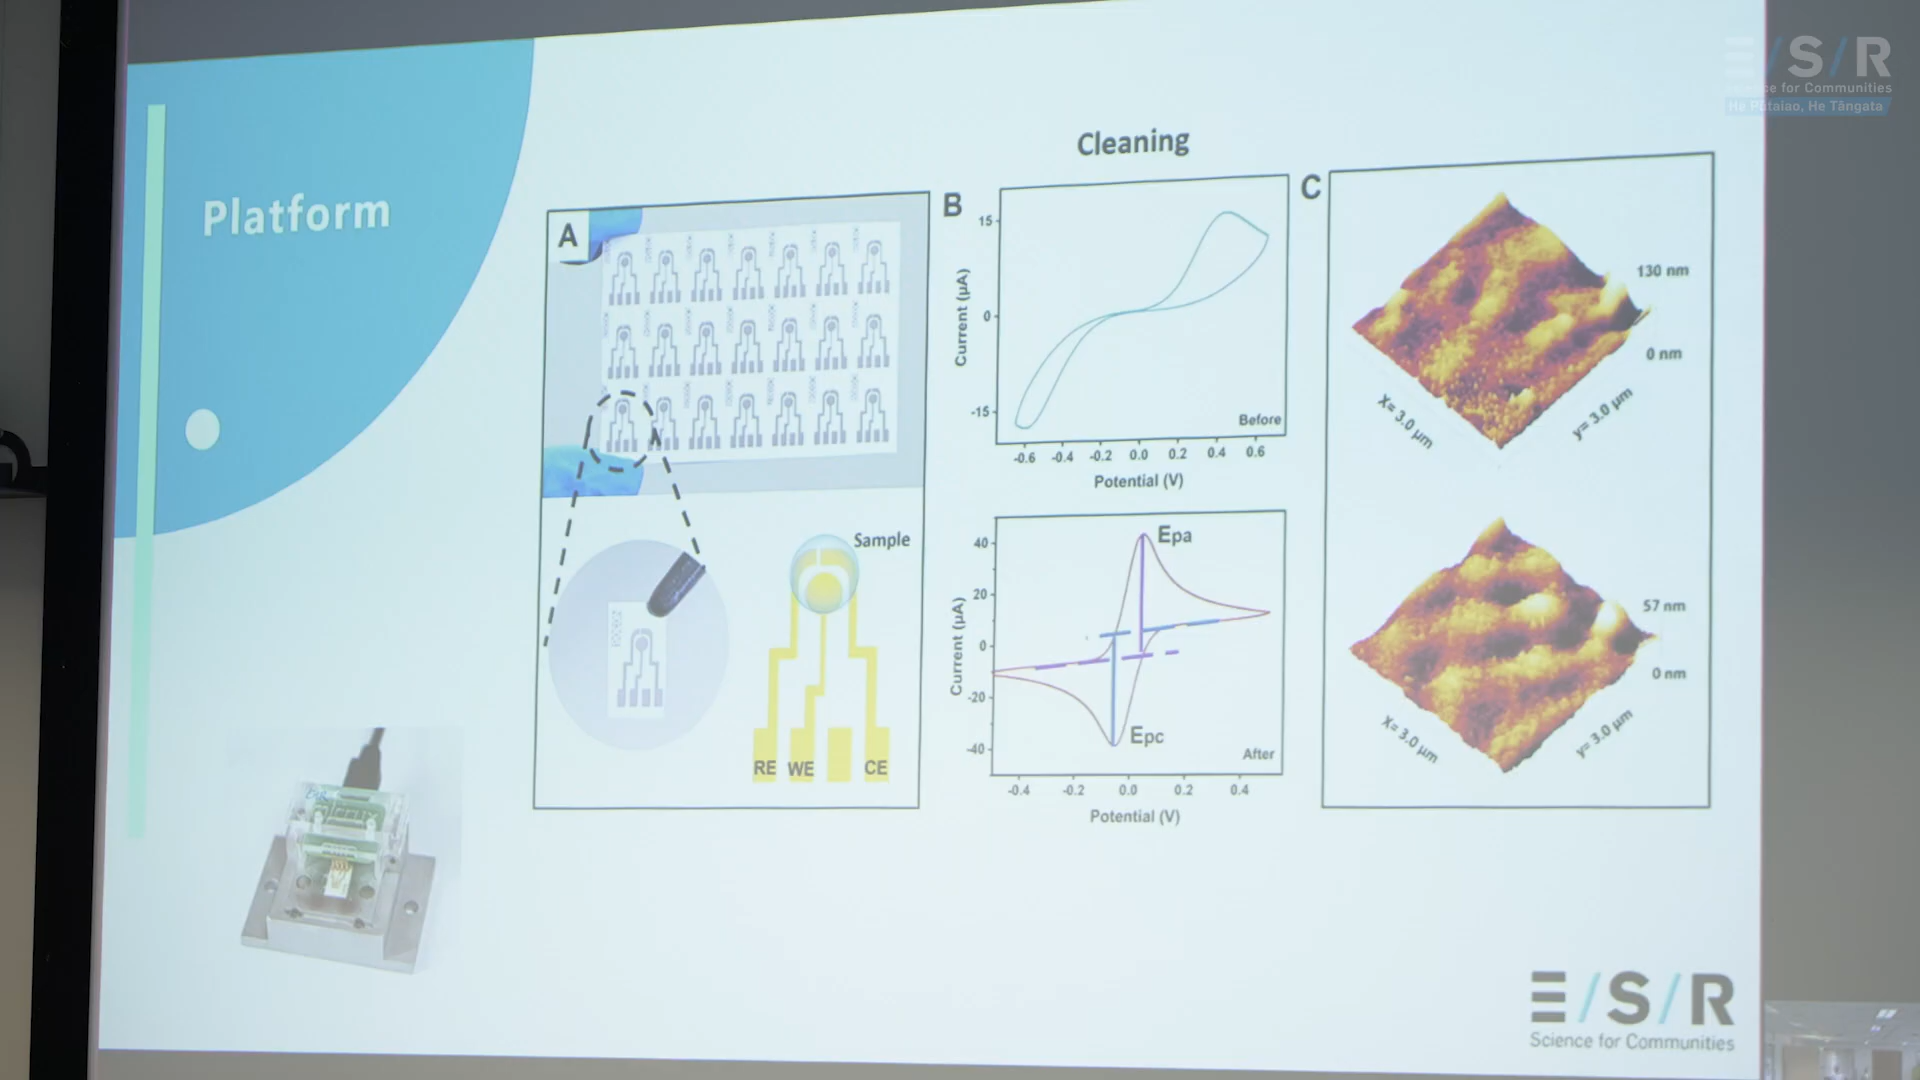 E/S/R
Science for Communities
He Pūtaiao, He Tāngata
Platform
Cleaning
A
Sample
RE WE CE
B
15
0
-15
Current (µA)
Before
-0.6 -0.4 -0.2 0.0 0.2 0.4 0.6
Potential (V)
40
20
0
-20
-40
Current (µA)
Epa
Epc
After
-0.4 -0.2 0.0 0.2 0.4
Potential (V)
C
130 nm
0 nm
X= 3.0 µm
y= 3.0 µm
57 nm
0 nm
X= 3.0 µm
y= 3.0 µm
E/S/R
Science for Communities